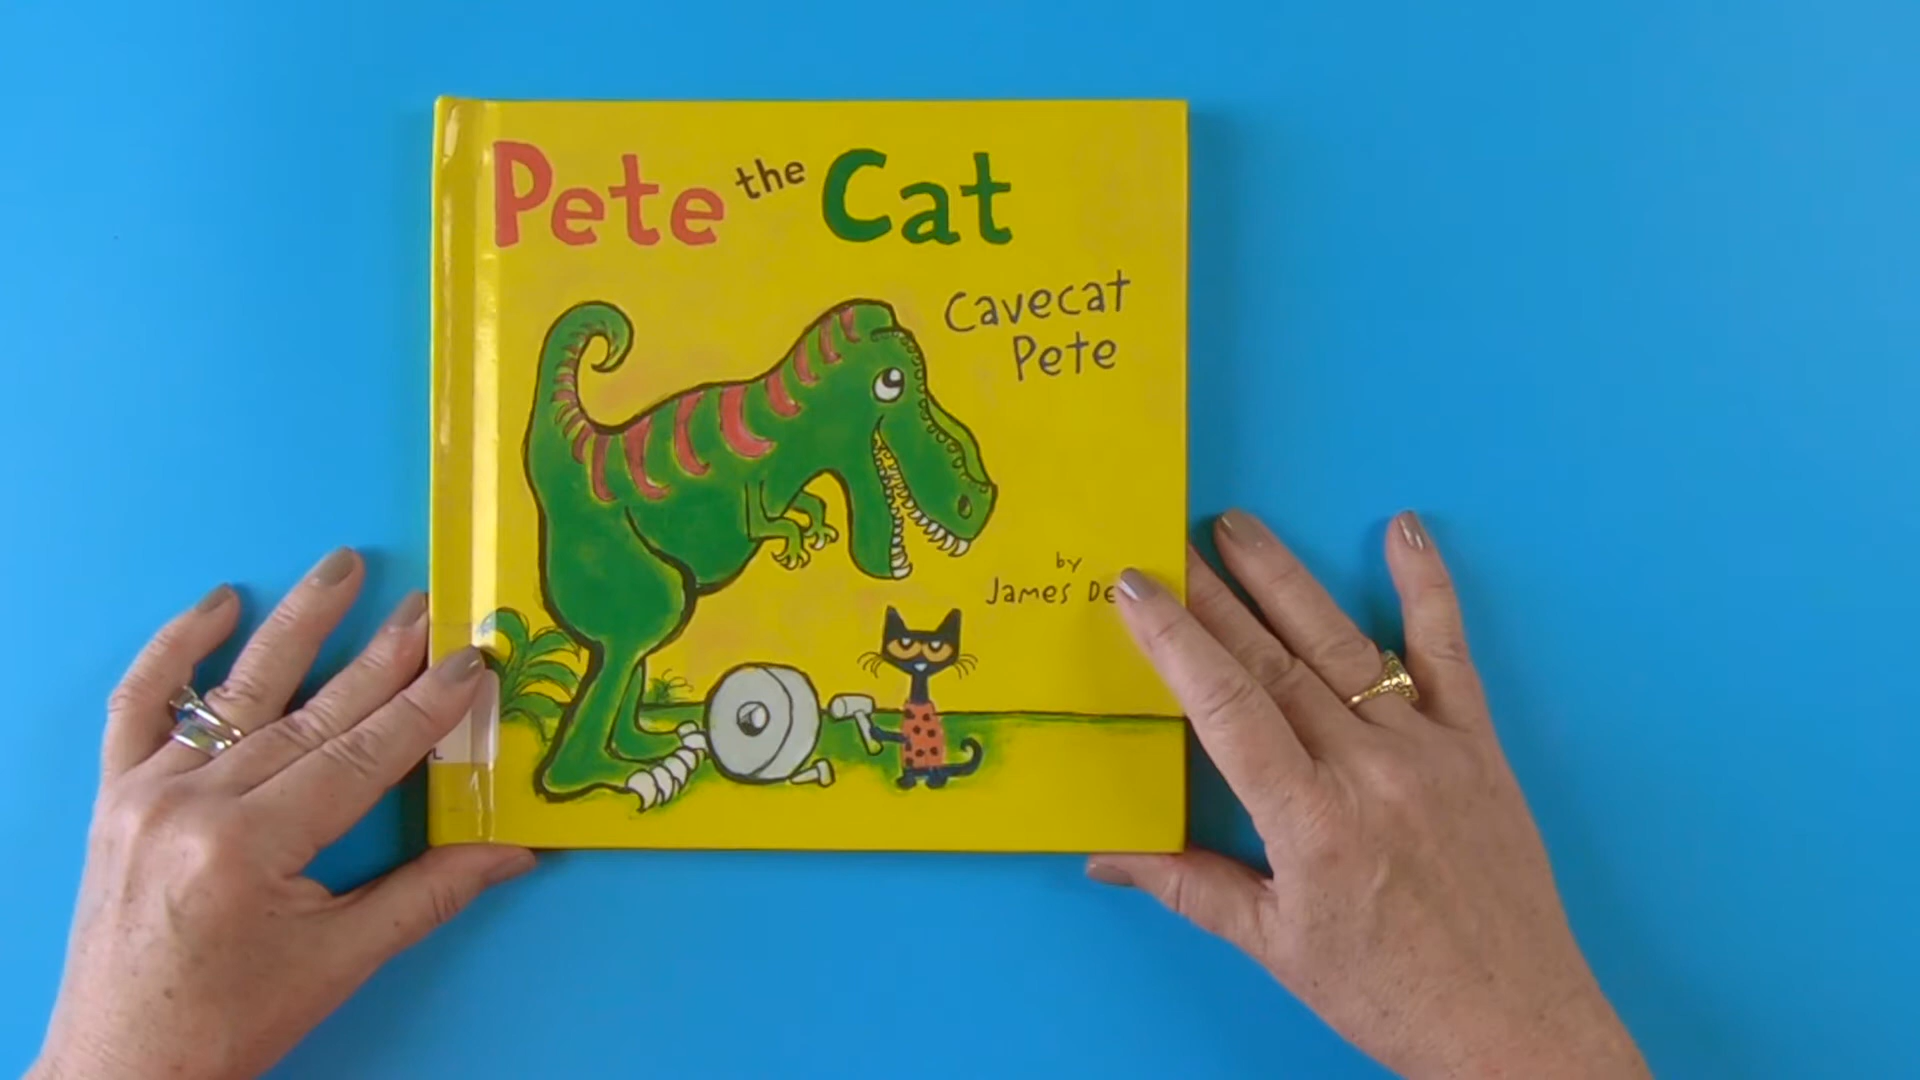 Pete the Cat
Cavecat
Pete
by
James De
L